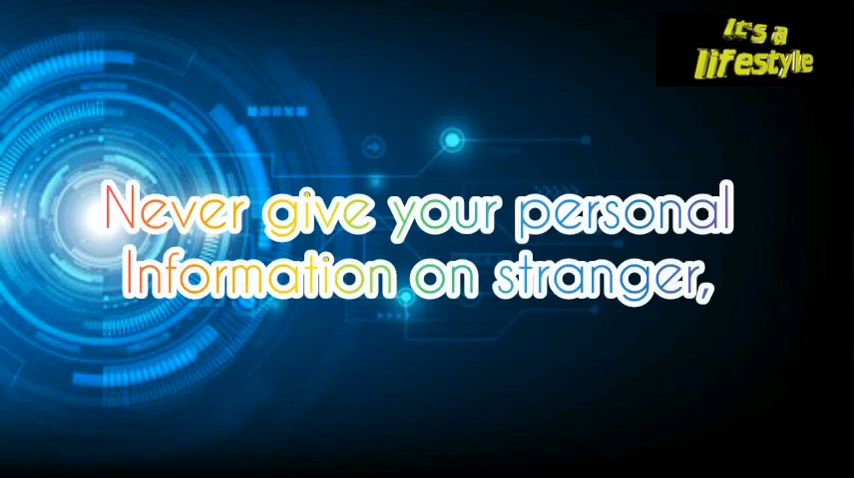 It's a
lifestyle
Never give your personal
Information on stranger,